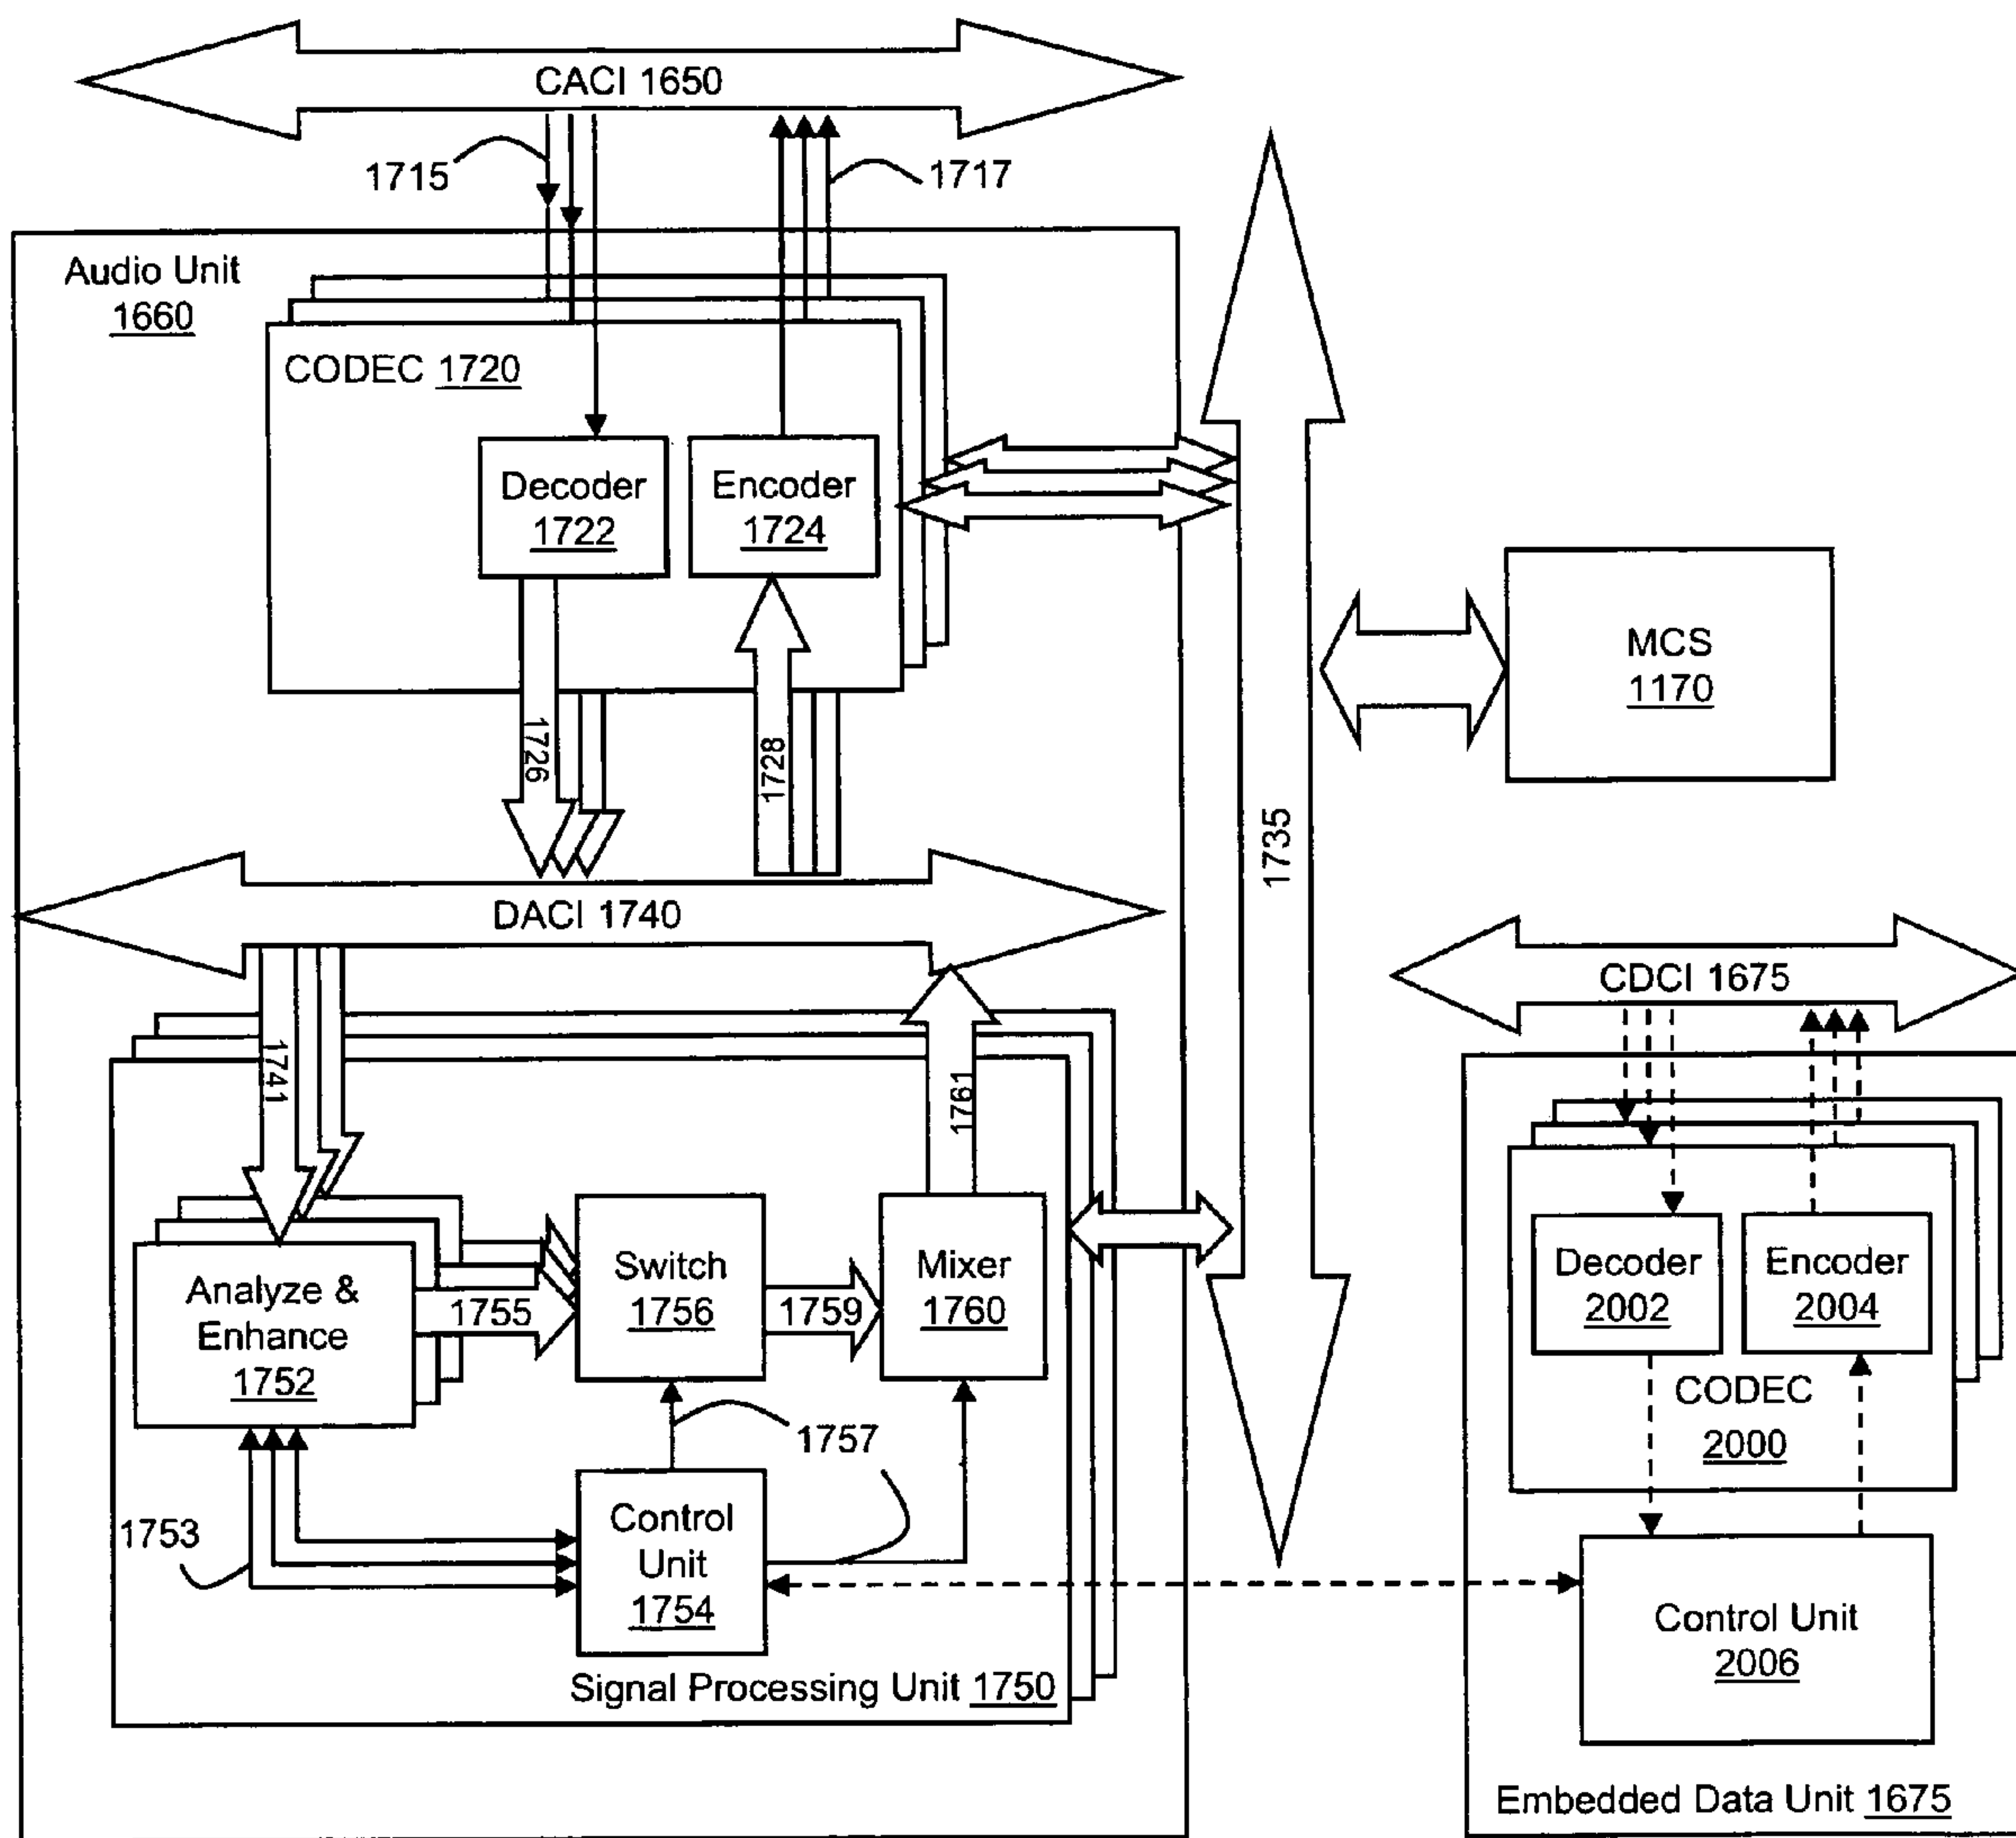 CACI 1650
1715
1717
Audio Unit
1660
CODEC 1720
Decoder
1722
Encoder
1724
MCS
1170
1726
1728
1735
DACI 1740
CDCI 1675
1741
1761
Analyze &
Enhance
1752
1755
Switch
1756
1759
Mixer
1760
Decoder
2002
Encoder
2004
CODEC
2000
1757
1753
Control
Unit
1754
Control Unit
2006
Signal Processing Unit 1750
Embedded Data Unit 1675